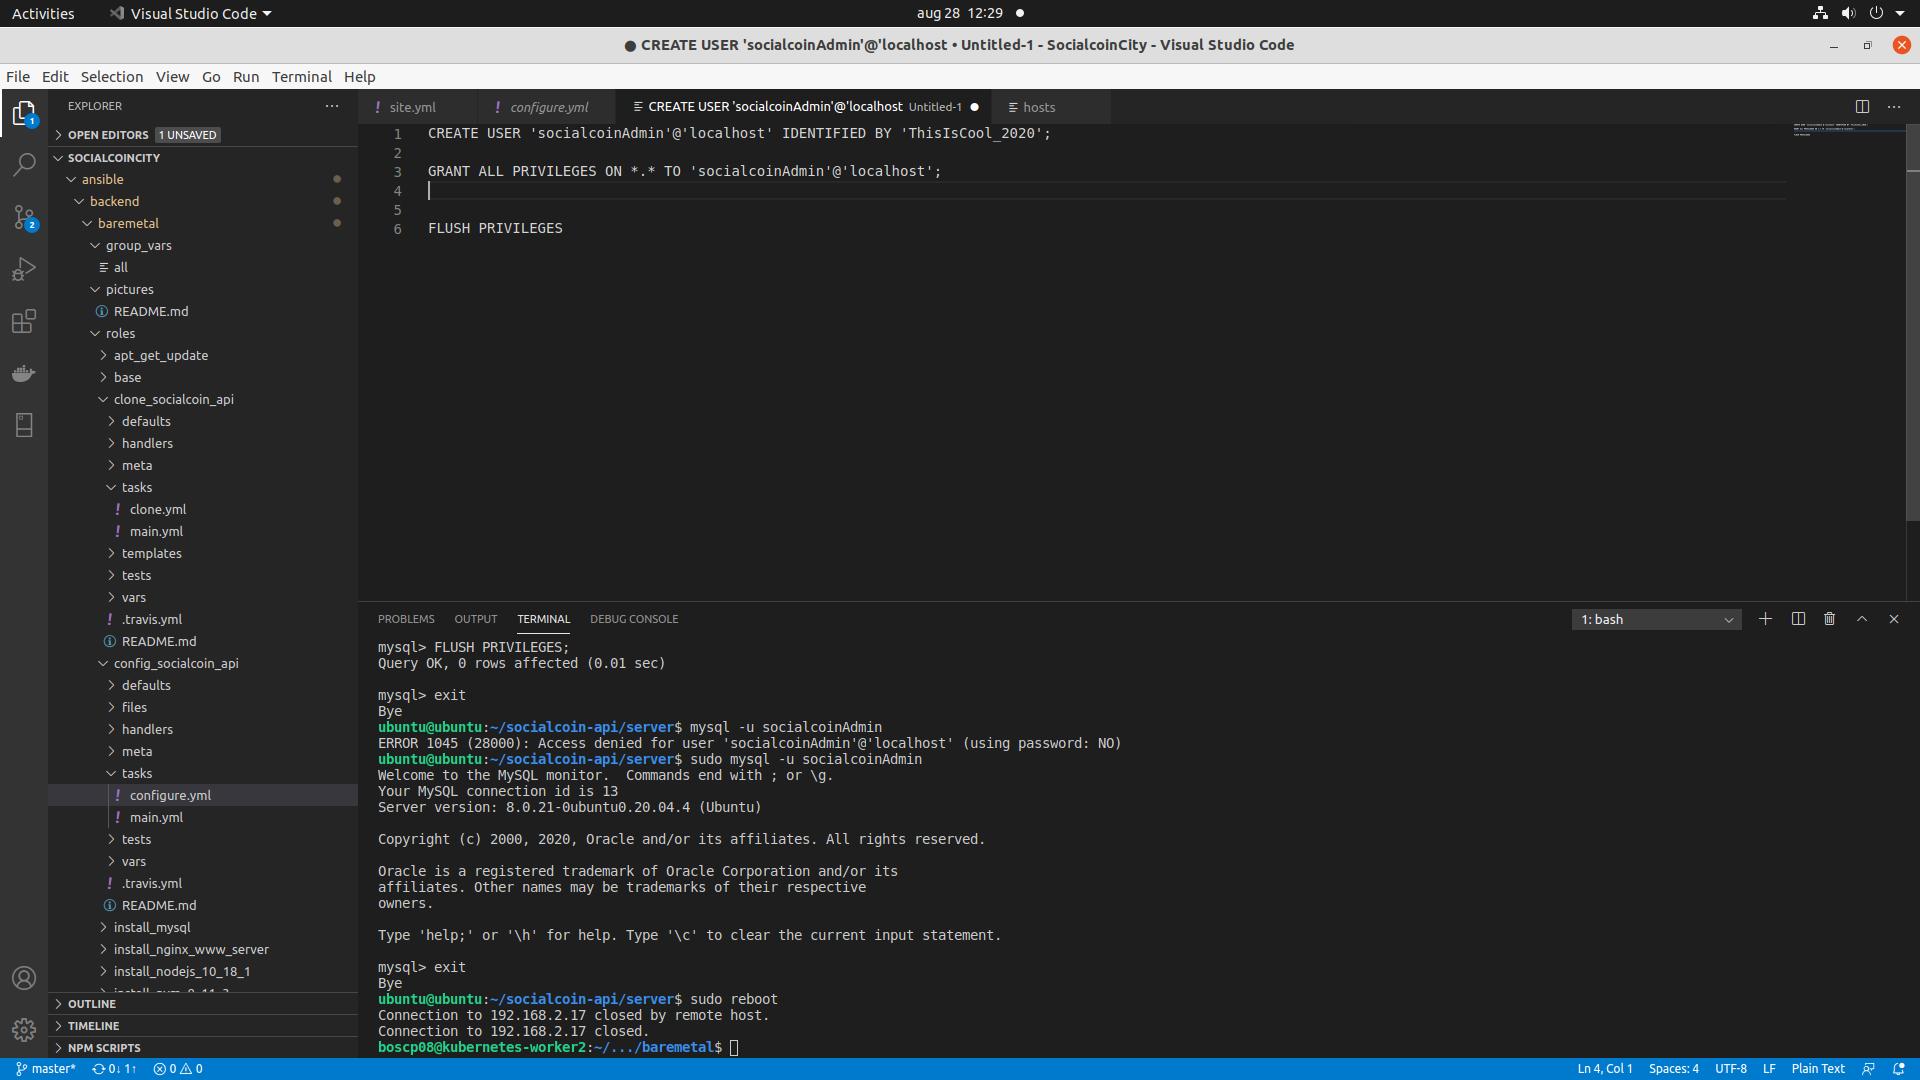 Activities
Visual Studio Code
aug 28 12:29
● CREATE USER 'socialcoinAdmin'@'localhost • Untitled-1 - SocialcoinCity - Visual Studio Code
File Edit Selection View Go Run Terminal Help
EXPLORER
OPEN EDITORS 1 UNSAVED
SOCIALCOINCITY
ansible
backend
baremetal
group_vars
all
pictures
README.md
roles
apt_get_update
base
clone_socialcoin_api
defaults
handlers
meta
tasks
! clone.yml
! main.yml
templates
tests
vars
! .travis.yml
README.md
config_socialcoin_api
defaults
files
handlers
meta
tasks
! configure.yml
! main.yml
tests
vars
! .travis.yml
README.md
install_mysql
install_nginx_www_server
install_nodejs_10_18_1
OUTLINE
TIMELINE
NPM SCRIPTS
1
2
! site.yml
! configure.yml
CREATE USER 'socialcoinAdmin'@'localhost Untitled-1 ●
hosts
1 CREATE USER 'socialcoinAdmin'@'localhost' IDENTIFIED BY 'ThisIsCool_2020';
2
3 GRANT ALL PRIVILEGES ON *.* TO 'socialcoinAdmin'@'localhost';
4
5
6 FLUSH PRIVILEGES
PROBLEMS OUTPUT TERMINAL DEBUG CONSOLE
1: bash
mysql> FLUSH PRIVILEGES;
Query OK, 0 rows affected (0.01 sec)
mysql> exit
Bye
ubuntu@ubuntu:~/socialcoin-api/server$ mysql -u socialcoinAdmin
ERROR 1045 (28000): Access denied for user 'socialcoinAdmin'@'localhost' (using password: NO)
ubuntu@ubuntu:~/socialcoin-api/server$ sudo mysql -u socialcoinAdmin
Welcome to the MySQL monitor.  Commands end with ; or \g.
Your MySQL connection id is 13
Server version: 8.0.21-0ubuntu0.20.04.4 (Ubuntu)
Copyright (c) 2000, 2020, Oracle and/or its affiliates. All rights reserved.
Oracle is a registered trademark of Oracle Corporation and/or its
affiliates. Other names may be trademarks of their respective
owners.
Type 'help;' or '\h' for help. Type '\c' to clear the current input statement.
mysql> exit
Bye
ubuntu@ubuntu:~/socialcoin-api/server$ sudo reboot
Connection to 192.168.2.17 closed by remote host.
Connection to 192.168.2.17 closed.
boscp08@kubernetes-worker2:~/.../baremetal$
master* 0↓ 1↑ 0 0
Ln 4, Col 1 Spaces: 4 UTF-8 LF Plain Text